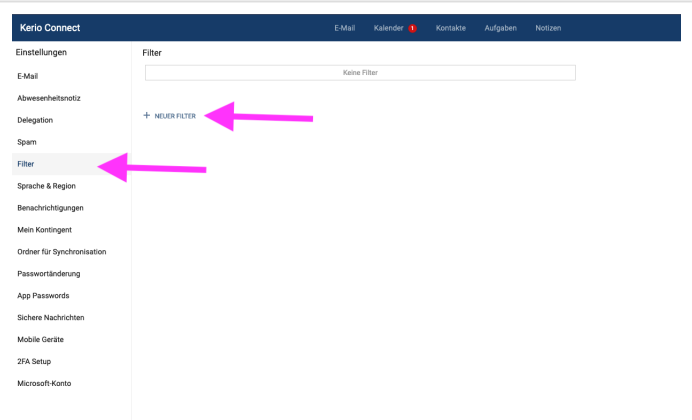 Kerio Connect
E-Mail Kalender 1 Kontakte Aufgaben Notizen
Einstellungen
E-Mail
Abwesenheitsnotiz
Delegation
Spam
Filter
Sprache & Region
Benachrichtigungen
Mein Kontingent
Ordner für Synchronisation
Passwortänderung
App Passwords
Sichere Nachrichten
Mobile Geräte
2FA Setup
Microsoft-Konto
Filter
Keine Filter
+ NEUER FILTER